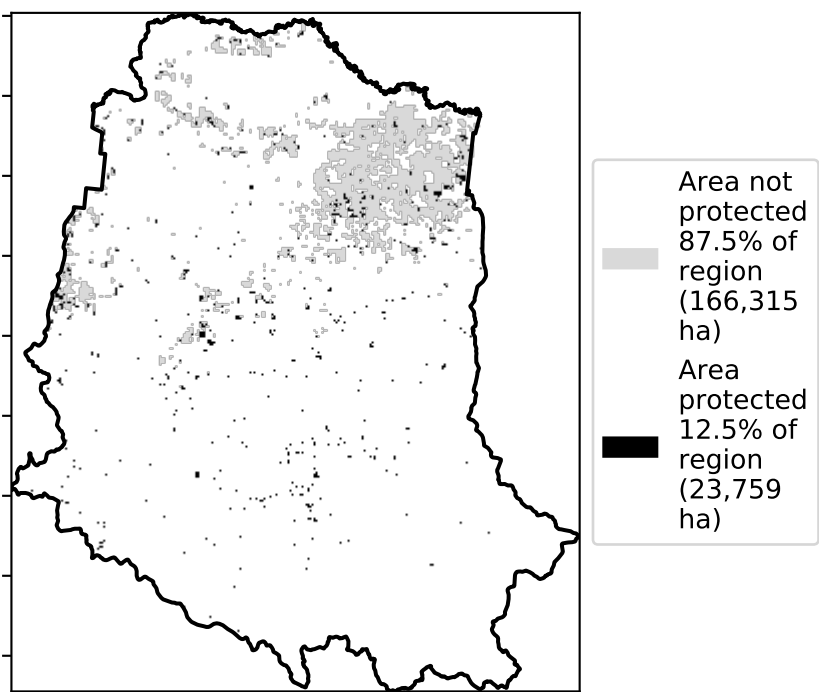 Area not
protected
87.5% of
region
(166,315
ha)
Area
protected
12.5% of
region
(23,759
ha)